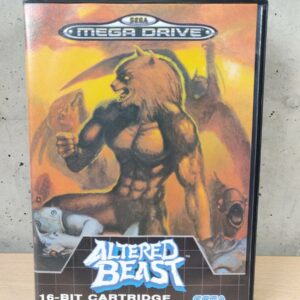 SEGA
MEGA DRIVE
ALTERED
BEAST
16-BIT CARTRIDGE
SEGA